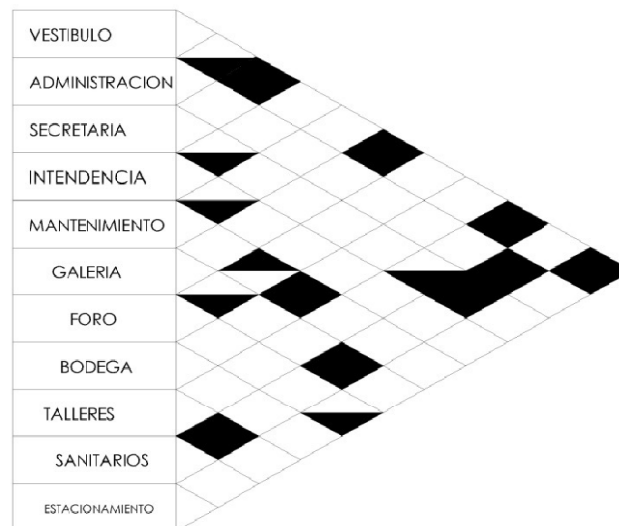 VESTIBULO
ADMINISTRACION
SECRETARIA
INTENDENCIA
MANTENIMIENTO
GALERIA
FORO
BODEGA
TALLERES
SANITARIOS
ESTACIONAMIENTO